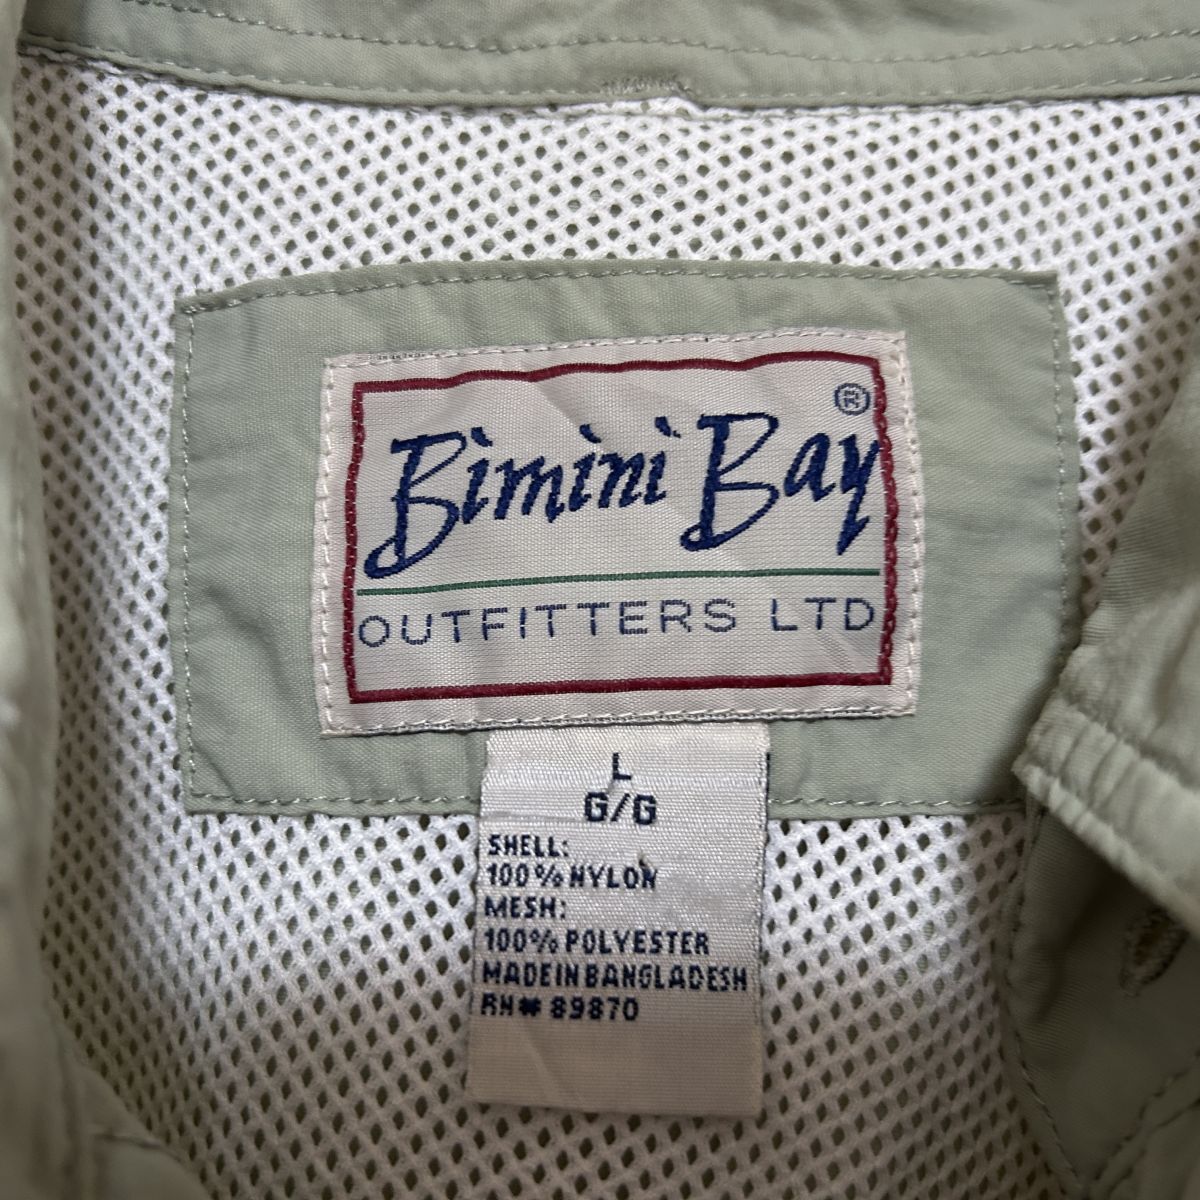 Bimini Bay ®
OUTFITTERS LTD
L
G/G
SHELL:
100% NYLON
MESH:
100% POLYESTER
MADE IN BANGLADESH
RN# 89870